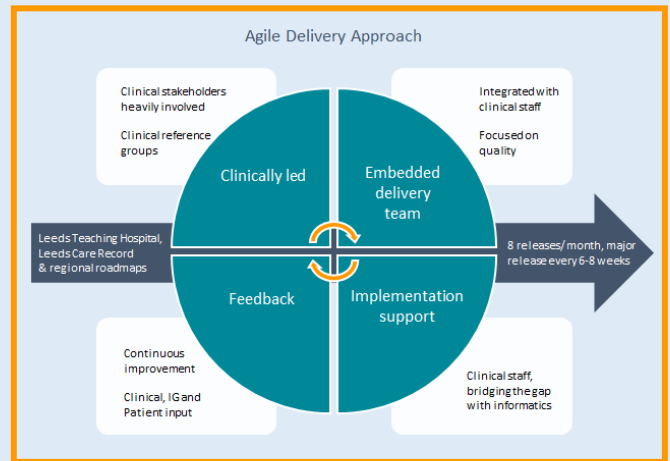 Agile Delivery Approach
Clinical stakeholders
heavily involved
Clinical reference
groups
Integrated with
clinical staff
Focused on
quality
Clinically led
Embedded
delivery
team
Leeds Teaching Hospital,
Leeds Care Record
& regional roadmaps
8 releases/month, major
release every 6-8 weeks
Feedback
Implementation
support
Continuous
improvement
Clinical, IG and
Patient input
Clinical staff,
bridging the gap
with informatics